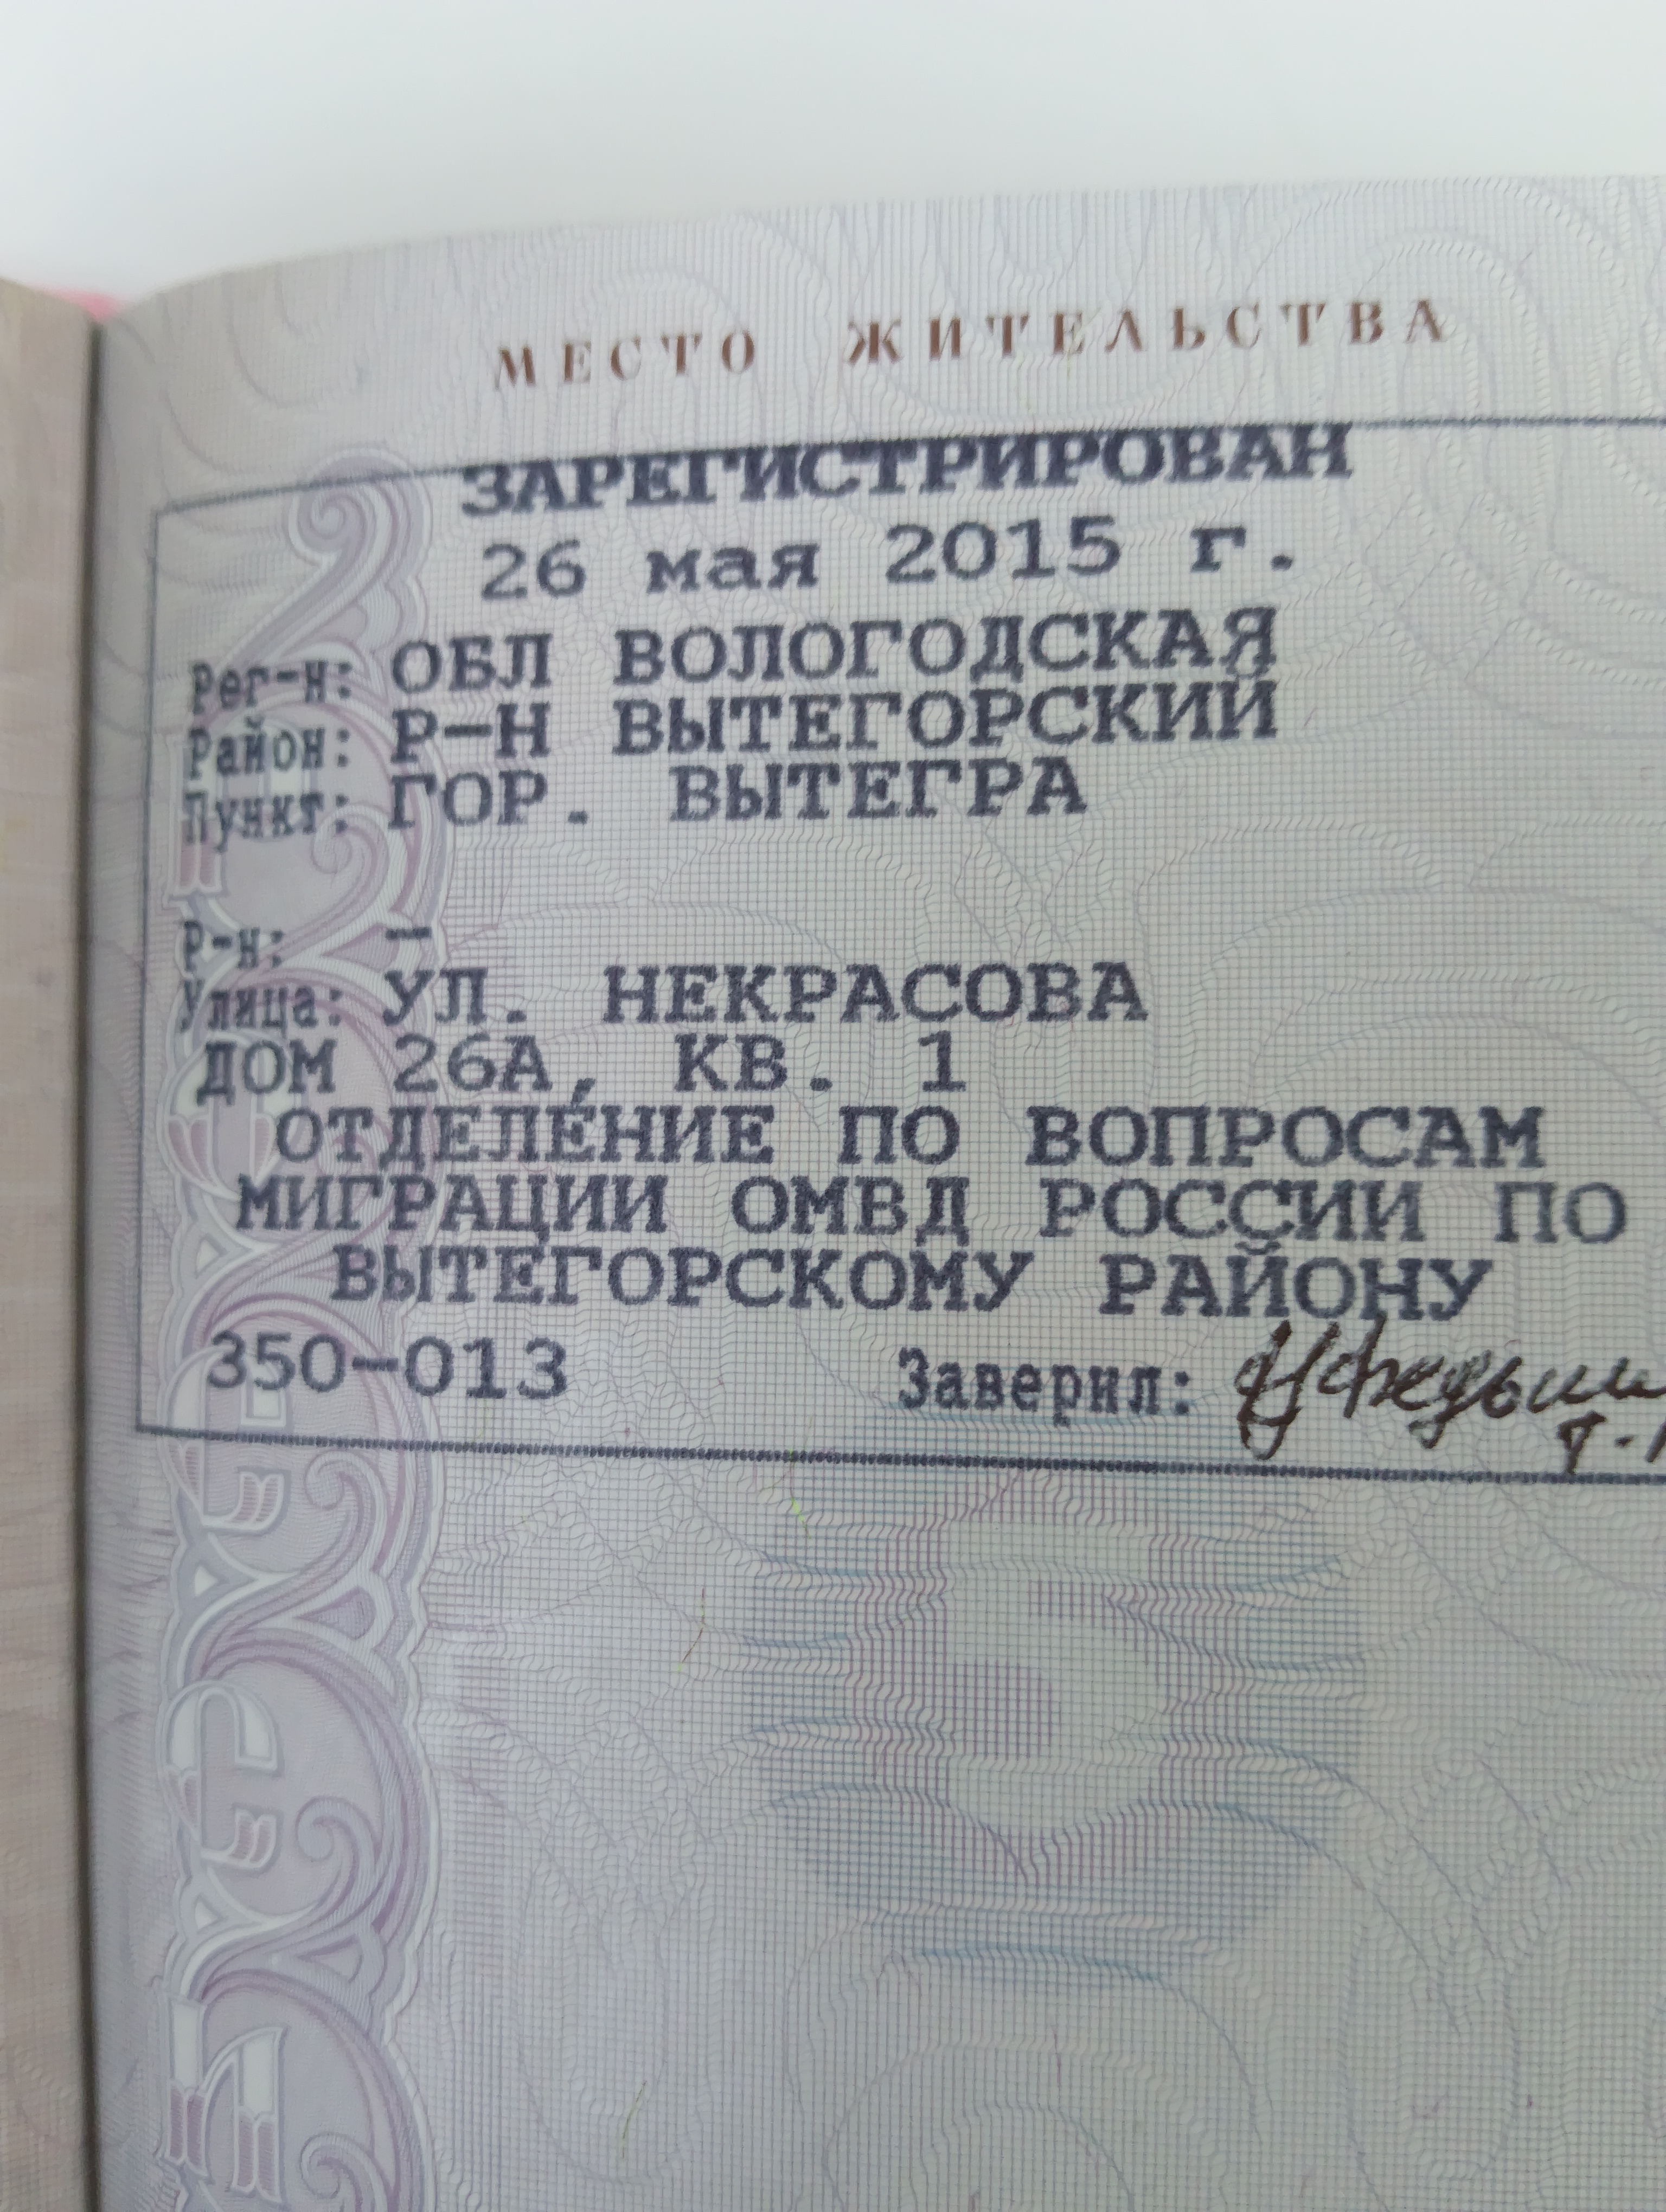 МЕСТО ЖИТЕЛЬСТВА
ЗАРЕГИСТРИРОВАН
26 мая 2015 г.
Рег-н: ОБЛ ВОЛОГОДСКАЯ
Район: Р-Н ВЫТЕГОРСКИЙ
Пункт: ГОР. ВЫТЕГРА
Р-н: -
Улица: УЛ. НЕКРАСОВА
ДОМ 26А, КВ. 1
ОТДЕЛЕНИЕ ПО ВОПРОСАМ
МИГРАЦИИ ОМВД РОССИИ ПО
ВЫТЕГОРСКОМУ РАЙОНУ
350-013 Заверил: